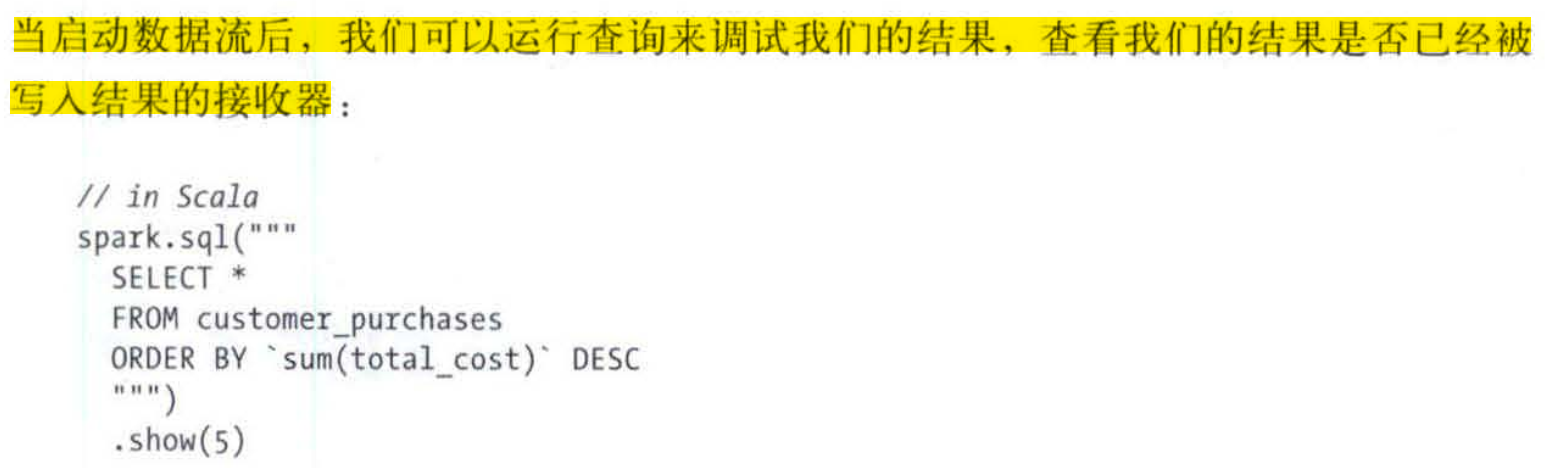 当启动数据流后，我们可以运行查询来调试我们的结果，查看我们的结果是否已经被
写入结果的接收器：
// in Scala
spark.sql("""
SELECT *
FROM customer_purchases
ORDER BY `sum(total_cost)` DESC
""")
.show(5)